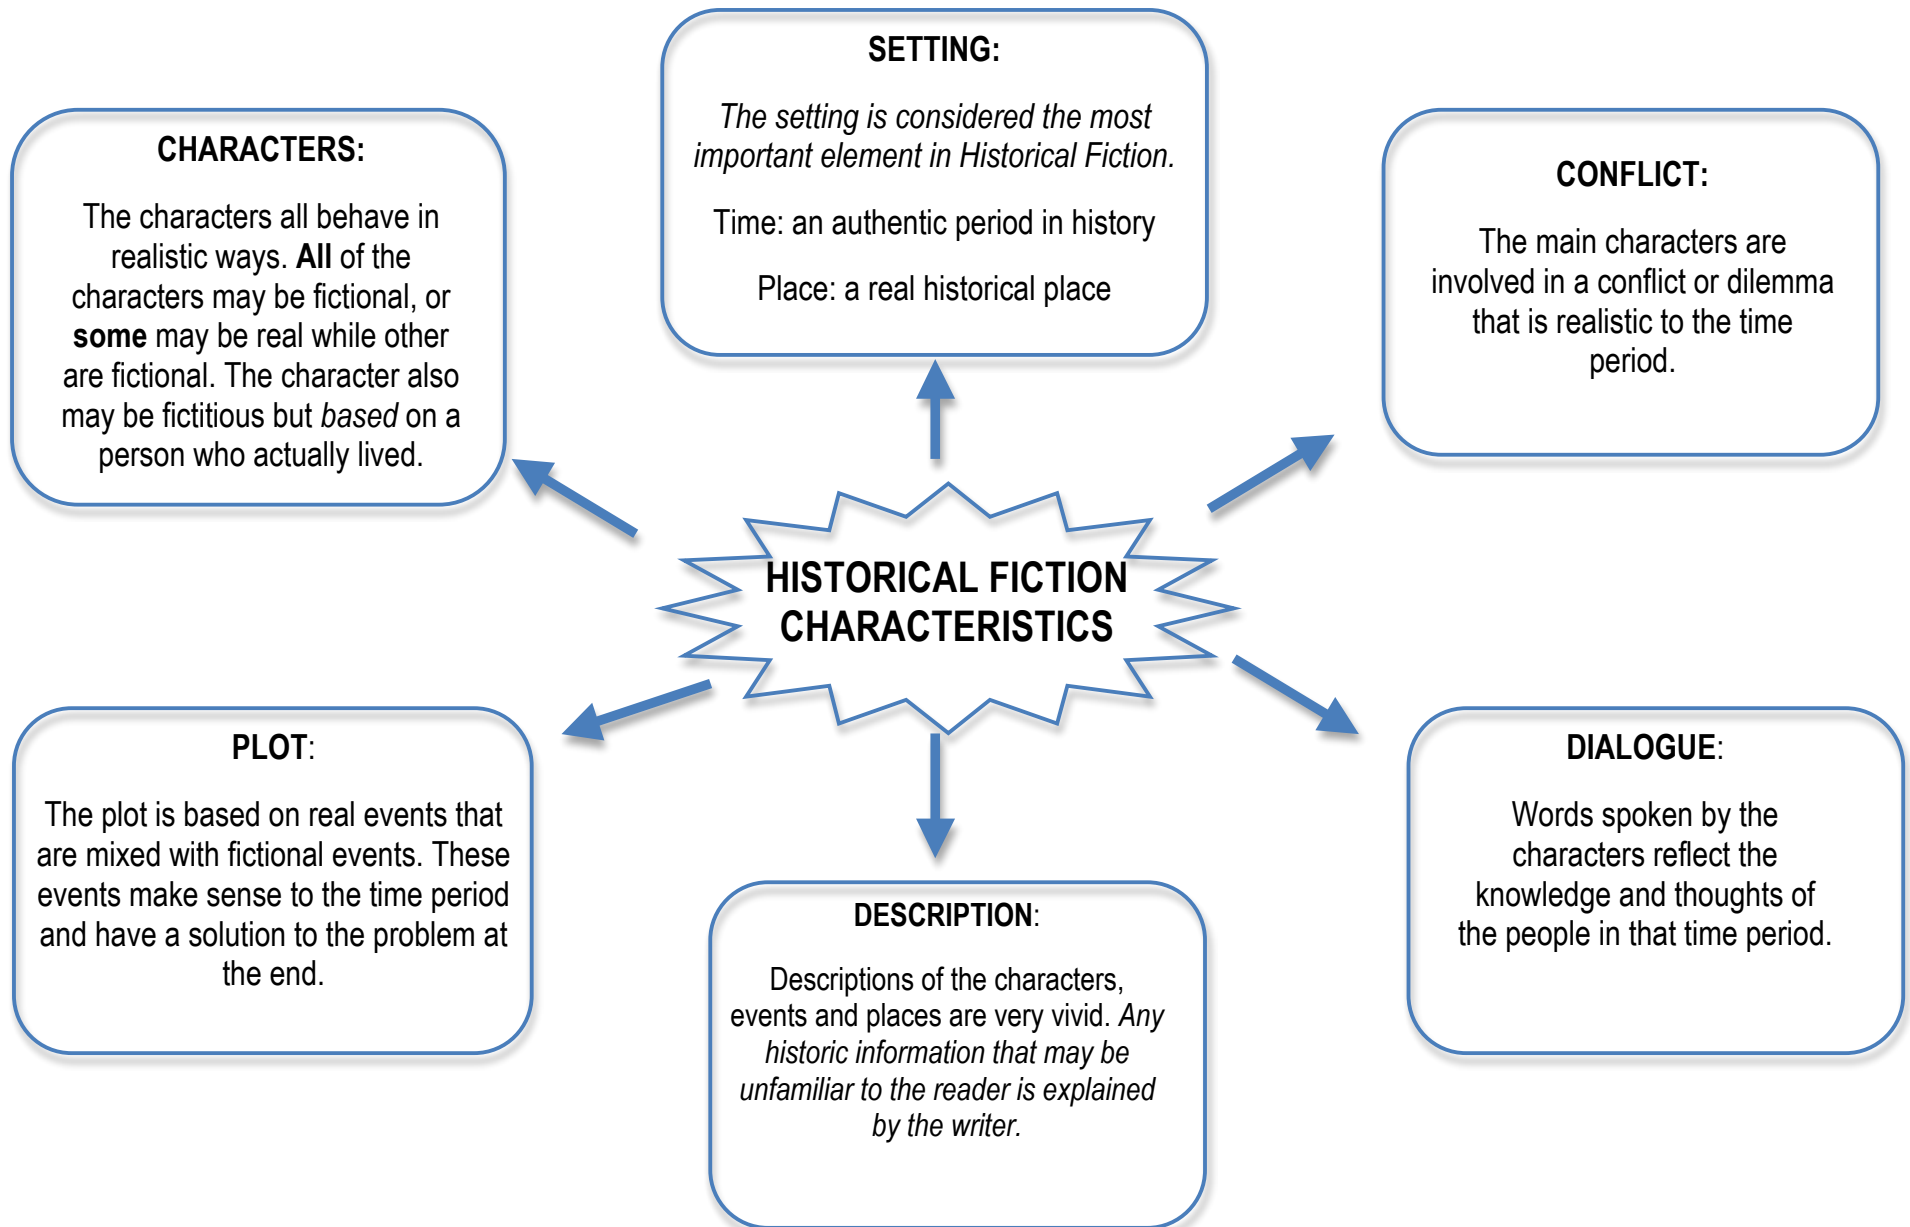 SETTING:
The setting is considered the most
important element in Historical Fiction.
Time: an authentic period in history
Place: a real historical place
CHARACTERS:
The characters all behave in
realistic ways. All of the
characters may be fictional, or
some may be real while other
are fictional. The character also
may be fictitious but based on a
person who actually lived.
CONFLICT:
The main characters are
involved in a conflict or dilemma
that is realistic to the time
period.
HISTORICAL FICTION
CHARACTERISTICS
PLOT:
The plot is based on real events that
are mixed with fictional events. These
events make sense to the time period
and have a solution to the problem at
the end.
DESCRIPTION:
Descriptions of the characters,
events and places are very vivid. Any
historic information that may be
unfamiliar to the reader is explained
by the writer.
DIALOGUE:
Words spoken by the
characters reflect the
knowledge and thoughts of
the people in that time period.